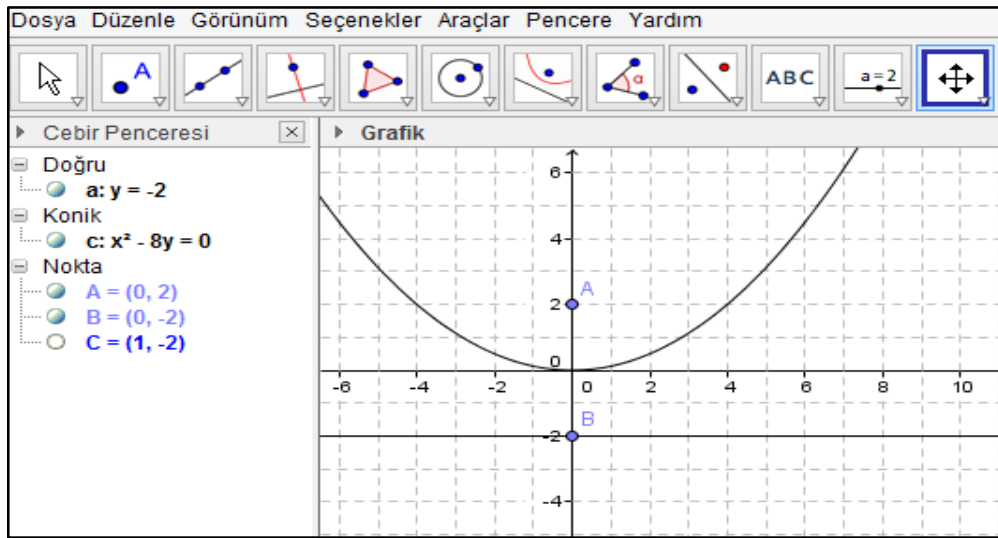 Dosya Düzenle Görünüm Seçenekler Araçlar Pencere Yardım
A
α
ABC
a = 2
Cebir Penceresi
Doğru
a: y = -2
Konik
c: x² - 8y = 0
Nokta
A = (0, 2)
B = (0, -2)
C = (1, -2)
Grafik
6
4
A
2
0
-6 -4 -2 0 2 4 6 8 10
B
-2
-4